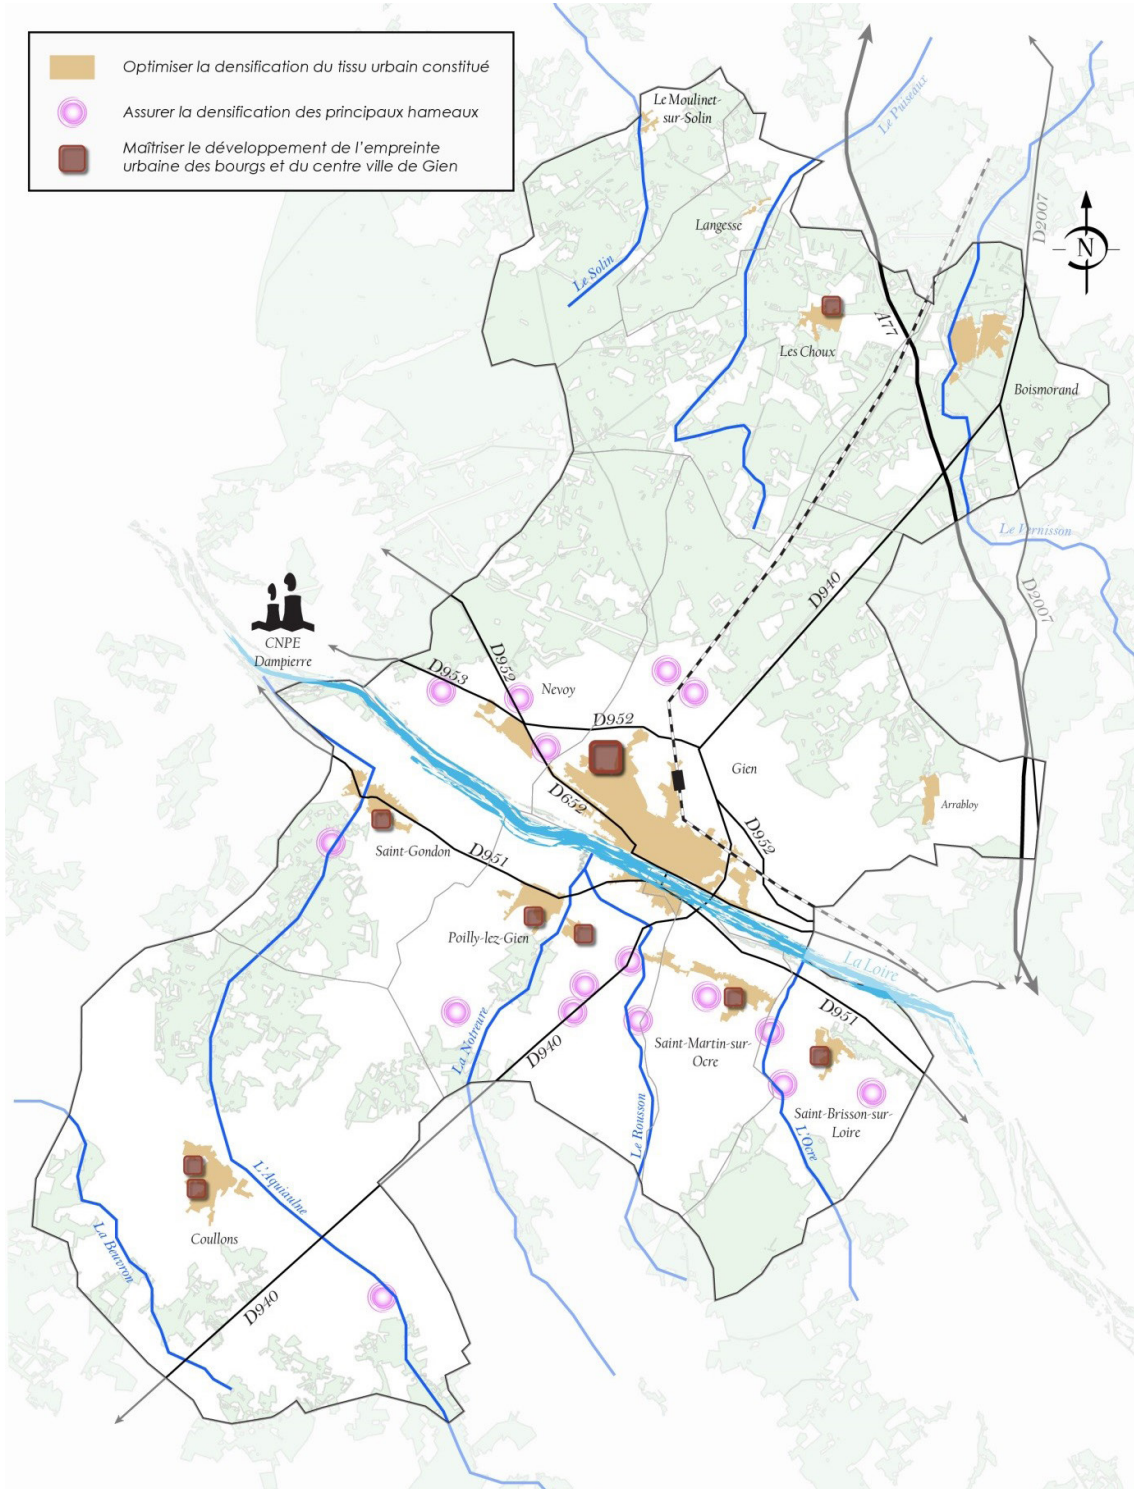 Optimiser la densification du tissu urbain constitué
Assurer la densification des principaux hameaux
Maîtriser le développement de l'empreinte
urbaine des bourgs et du centre ville de Gien
Le Moulinet-
sur-Solin
Le Puiseaux
D2007
N
Langesse
Le Solin
A77
Les Choux
Boismorand
Le Vernisson
D940
D2007
CNPE
Dampierre
D952
D953
Nevoy
D952
Gien
D652
D952
Arrabloy
Saint-Gondon
D951
Poilly-lez-Gien
La Loire
D951
La Notreure
D940
Saint-Martin-sur-
Ocre
Le Rousson
Saint-Brisson-sur-
Loire
L'Ocre
L'Aquiaulne
Coullons
La Beuvron
D940